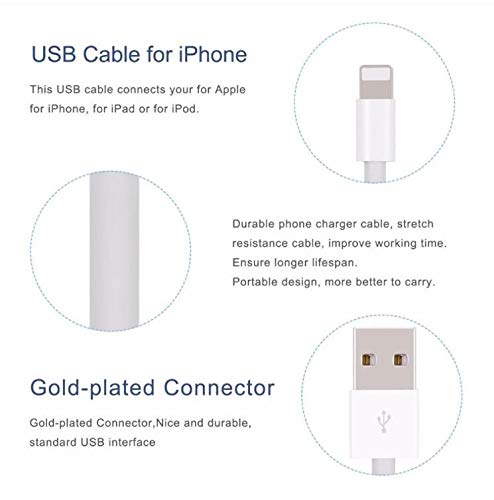 USB Cable for iPhone
This USB cable connects your for Apple
for iPhone, for iPad or for iPod.
Durable phone charger cable, stretch
resistance cable, improve working time.
Ensure longer lifespan.
Portable design, more better to carry.
Gold-plated Connector
Gold-plated Connector,Nice and durable,
standard USB interface